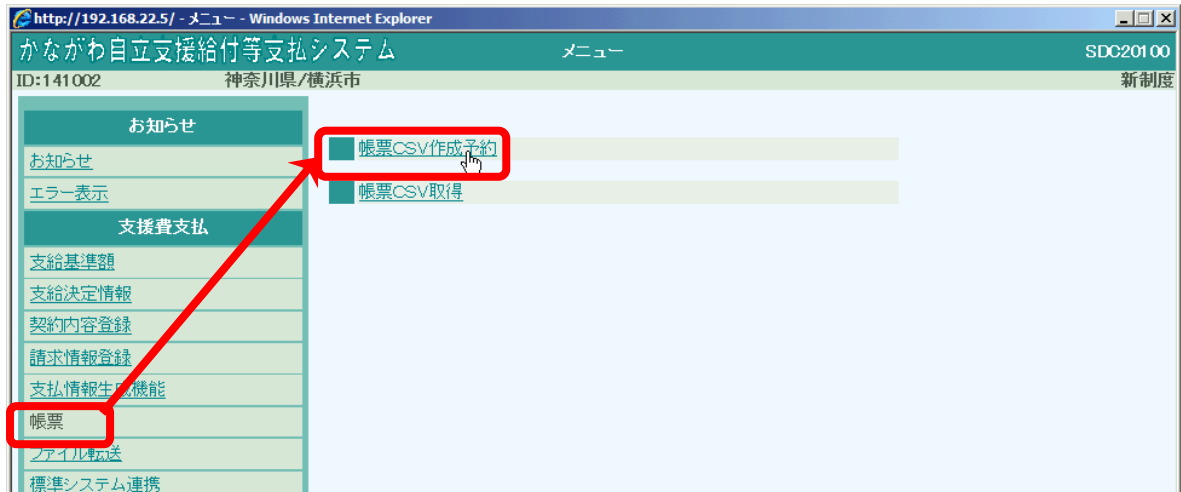 http://192.168.22.5/ - メニュー - Windows Internet Explorer
かながわ自立支援給付等支払システム メニュー SDC20100
ID:141002 神奈川県/横浜市 新制度
お知らせ
お知らせ
エラー表示
支援費支払
支給基準額
支給決定情報
契約内容登録
請求情報登録
支払情報生成機能
帳票
ファイル転送
標準システム連携
帳票CSV作成予約
帳票CSV取得